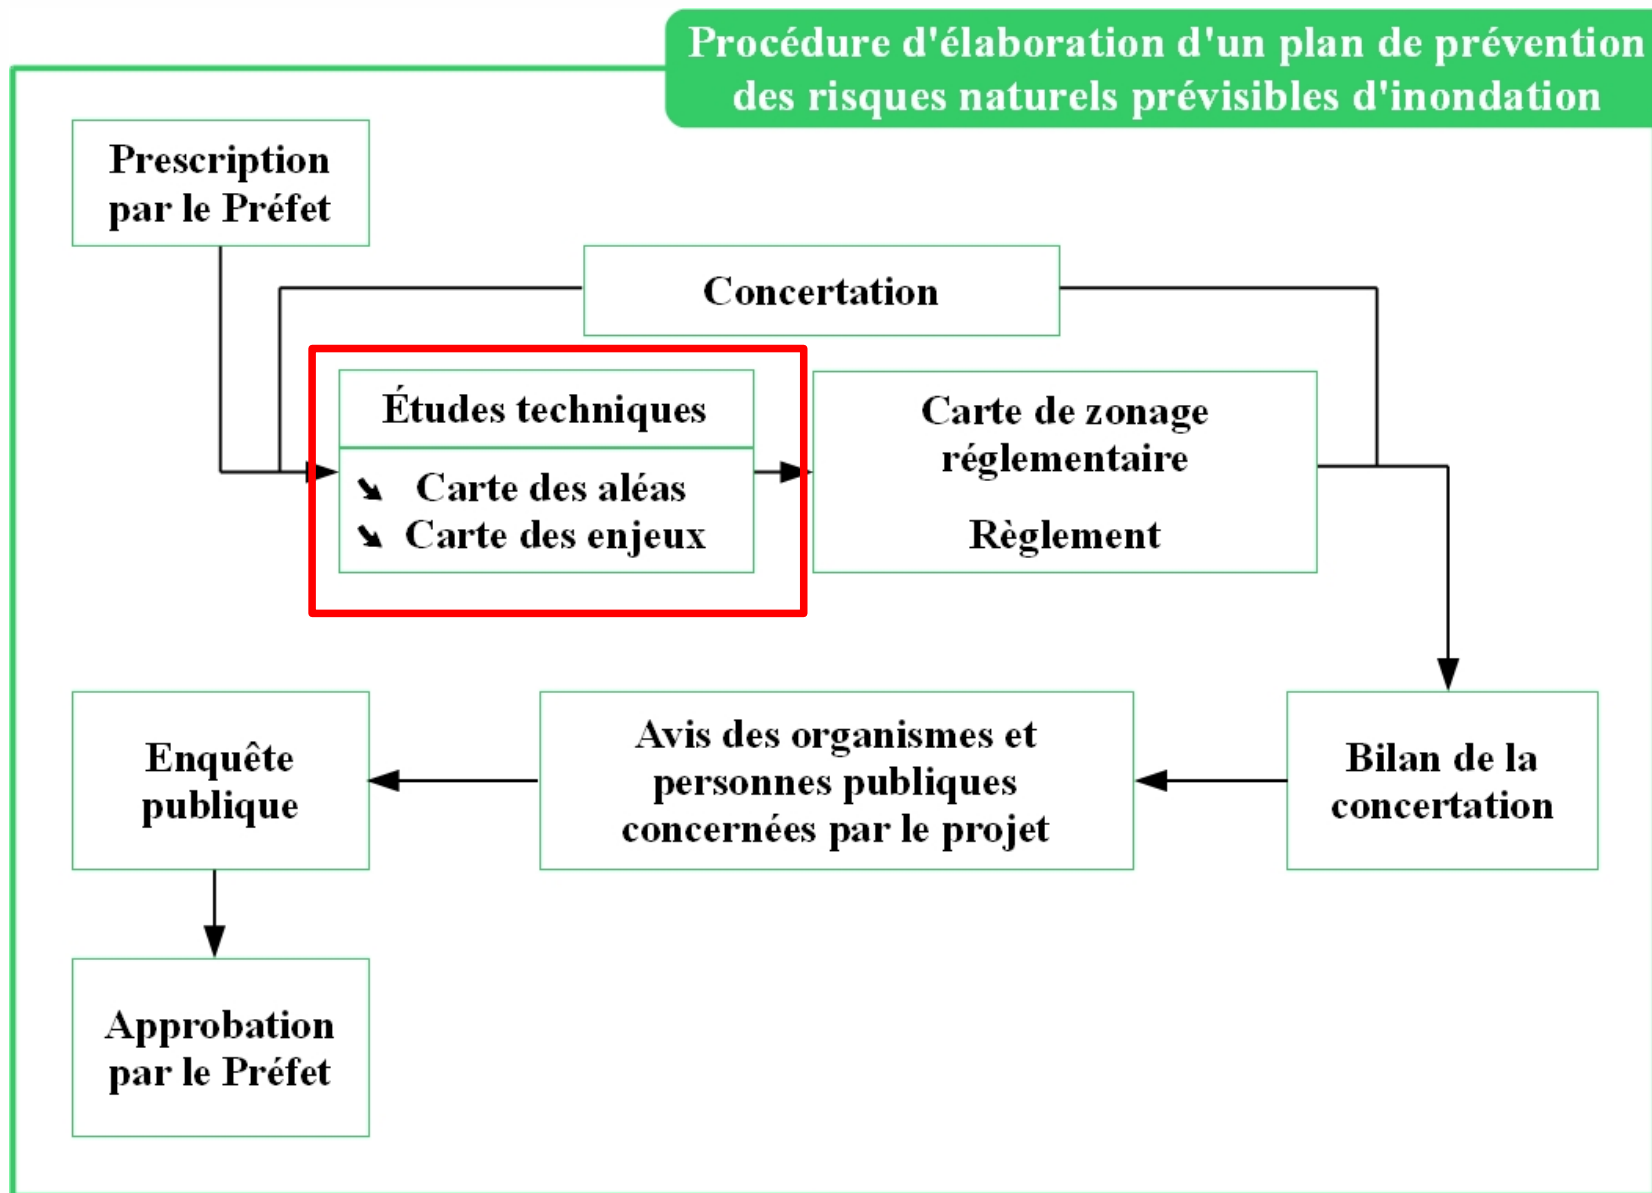 Procédure d'élaboration d'un plan de prévention
des risques naturels prévisibles d'inondation
Prescription
par le Préfet
Concertation
Études techniques
Carte des aléas
Carte des enjeux
Carte de zonage
réglementaire
Règlement
Bilan de la
concertation
Avis des organismes et
personnes publiques
concernées par le projet
Enquête
publique
Approbation
par le Préfet